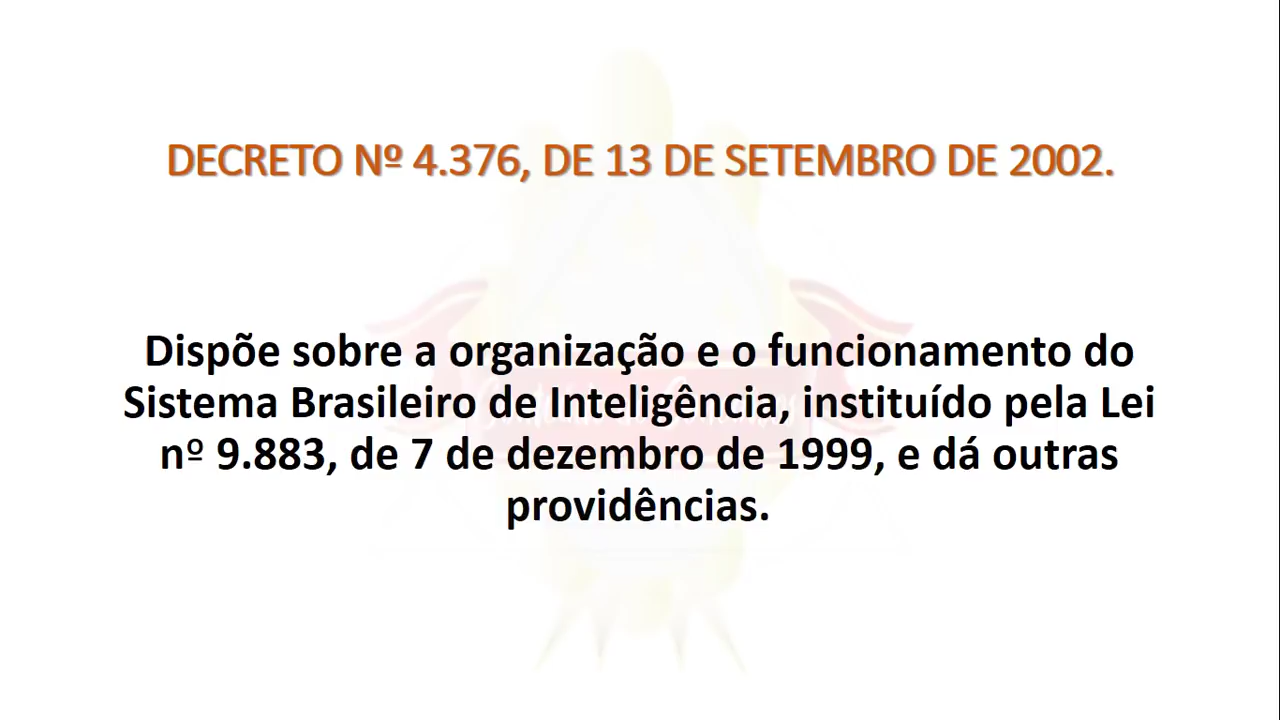 DECRETO Nº 4.376, DE 13 DE SETEMBRO DE 2002.
Dispõe sobre a organização e o funcionamento do
Sistema Brasileiro de Inteligência, instituído pela Lei
nº 9.883, de 7 de dezembro de 1999, e dá outras
providências.